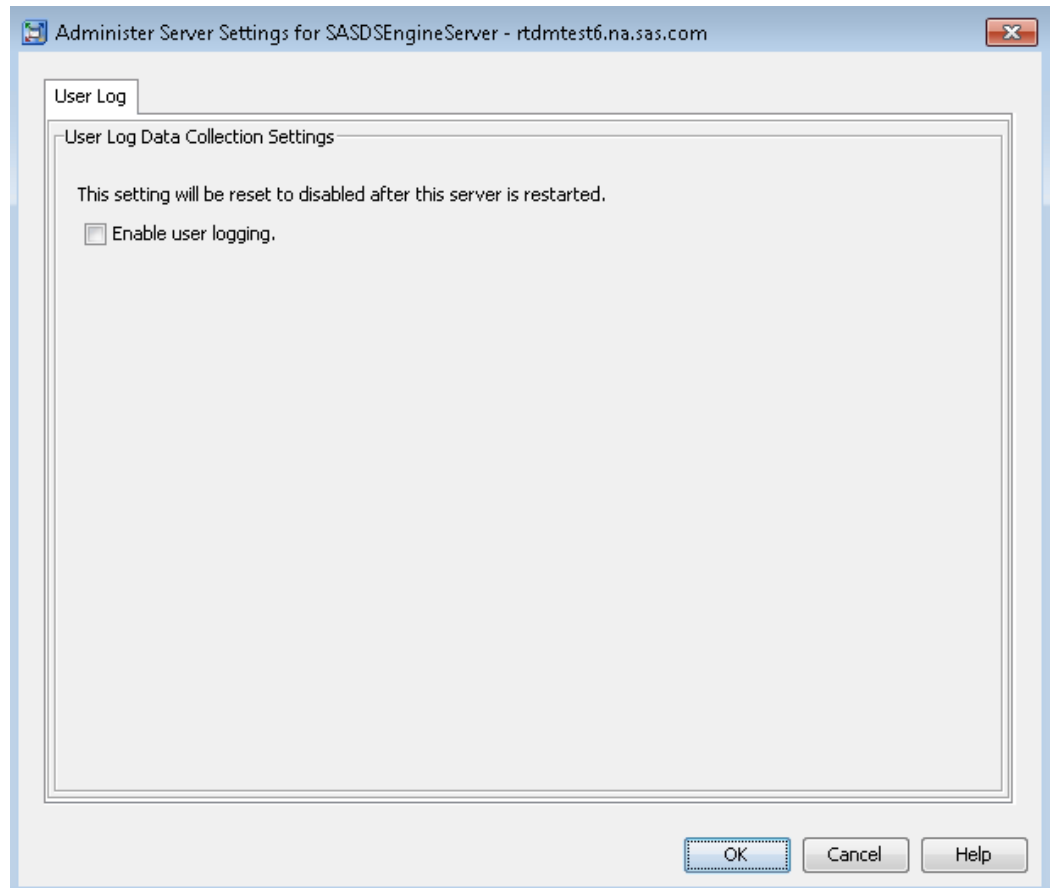 Administer Server Settings for SASDSEngineServer - rtdmtest6.na.sas.com
User Log
User Log Data Collection Settings
This setting will be reset to disabled after this server is restarted.
Enable user logging.
OK Cancel Help